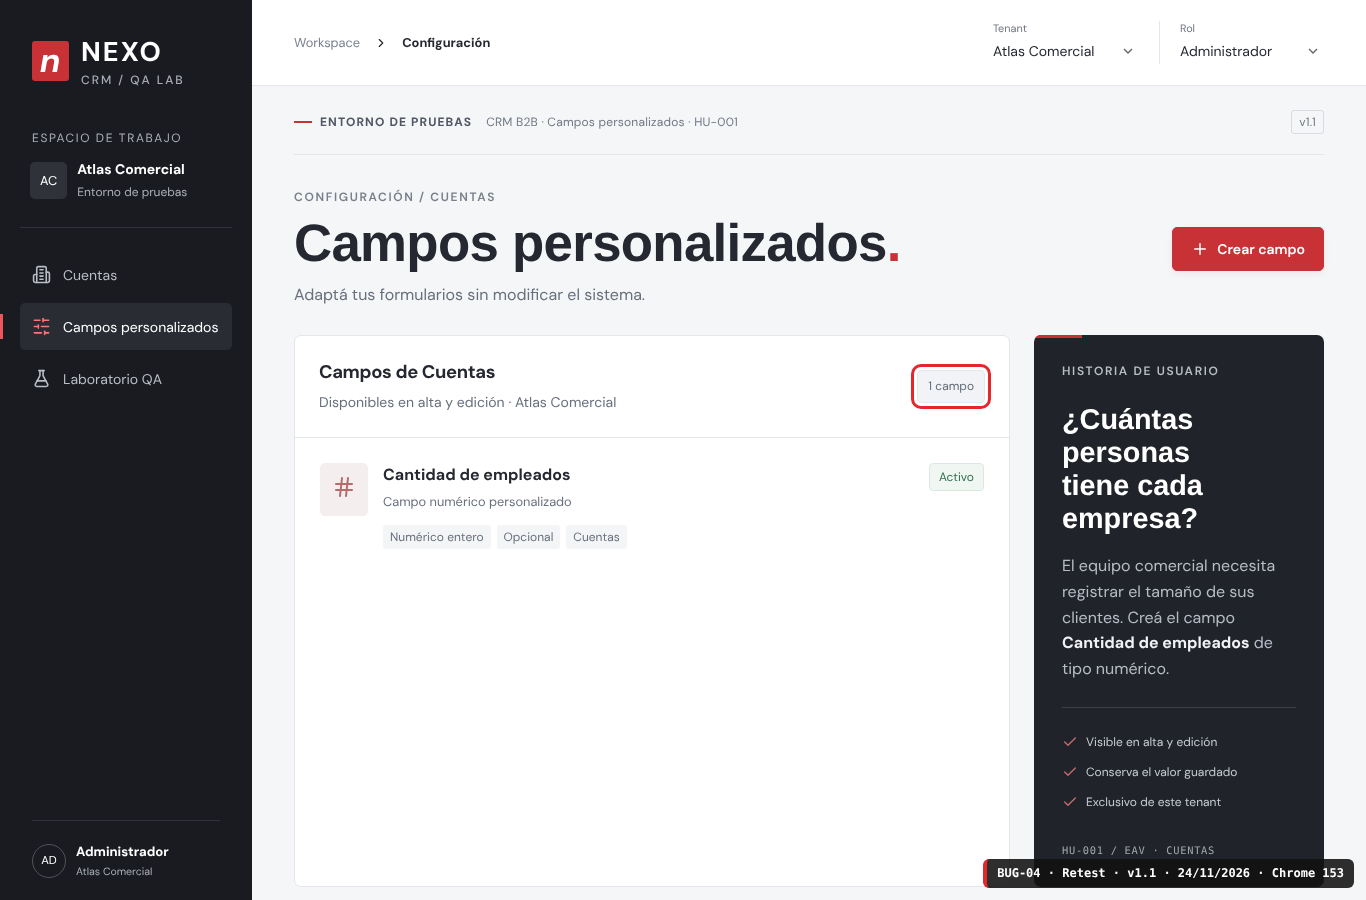 n NEXO
CRM / QA LAB
ESPACIO DE TRABAJO
AC
Atlas Comercial
Entorno de pruebas
Cuentas
Campos personalizados
Laboratorio QA
AD
Administrador
Atlas Comercial
Workspace
Configuración
Tenant
Atlas Comercial
Rol
Administrador
ENTORNO DE PRUEBAS CRM B2B · Campos personalizados · HU-001
v1.1
CONFIGURACIÓN / CUENTAS
Campos personalizados.
Adaptá tus formularios sin modificar el sistema.
Crear campo
Campos de Cuentas
Disponibles en alta y edición · Atlas Comercial
1 campo
#
Cantidad de empleados
Campo numérico personalizado
Numérico entero Opcional Cuentas
Activo
HISTORIA DE USUARIO
¿Cuántas
personas
tiene cada
empresa?
El equipo comercial necesita
registrar el tamaño de sus
clientes. Creá el campo
Cantidad de empleados de
tipo numérico.
Visible en alta y edición
Conserva el valor guardado
Exclusivo de este tenant
HU-001 / EAV · CUENTAS
BUG-04 · Retest · v1.1 · 24/11/2026 · Chrome 153